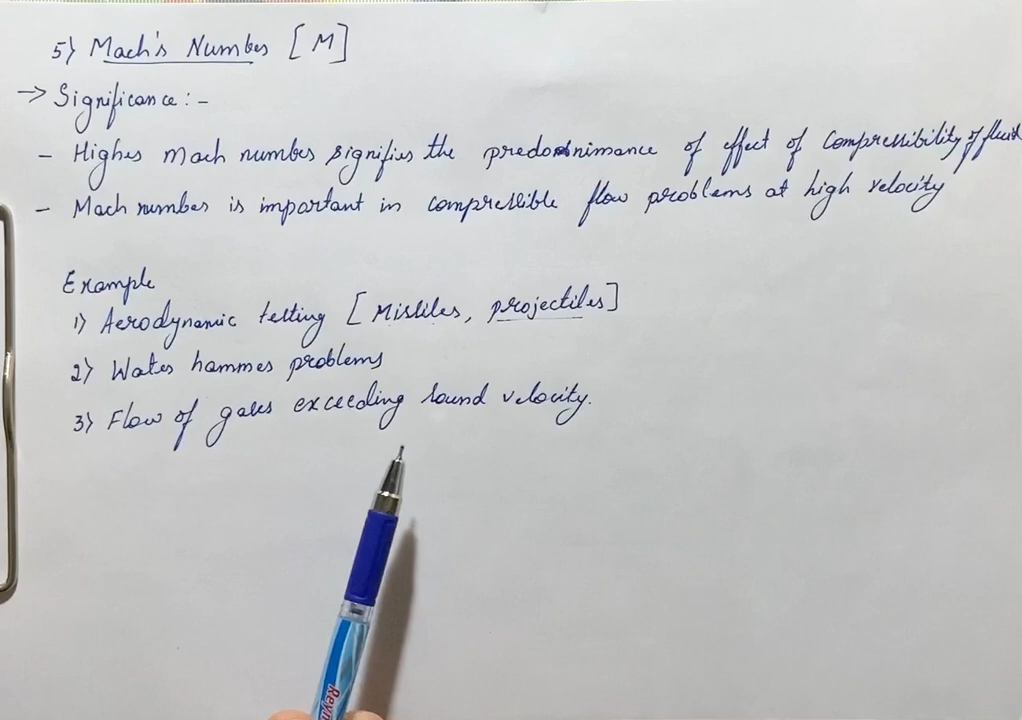 5) Mach's Number [M]
→ Significance:-
- Higher Mach number signifies the predominimance of effect of Compressibility of fluid
- Mach number is important in compressible flow problems at high velocity
Example
1) Aerodynamic testing [Missiles, projectiles]
2) Water hammer problems
3) Flow of gases exceeding sound velocity.
Reyn